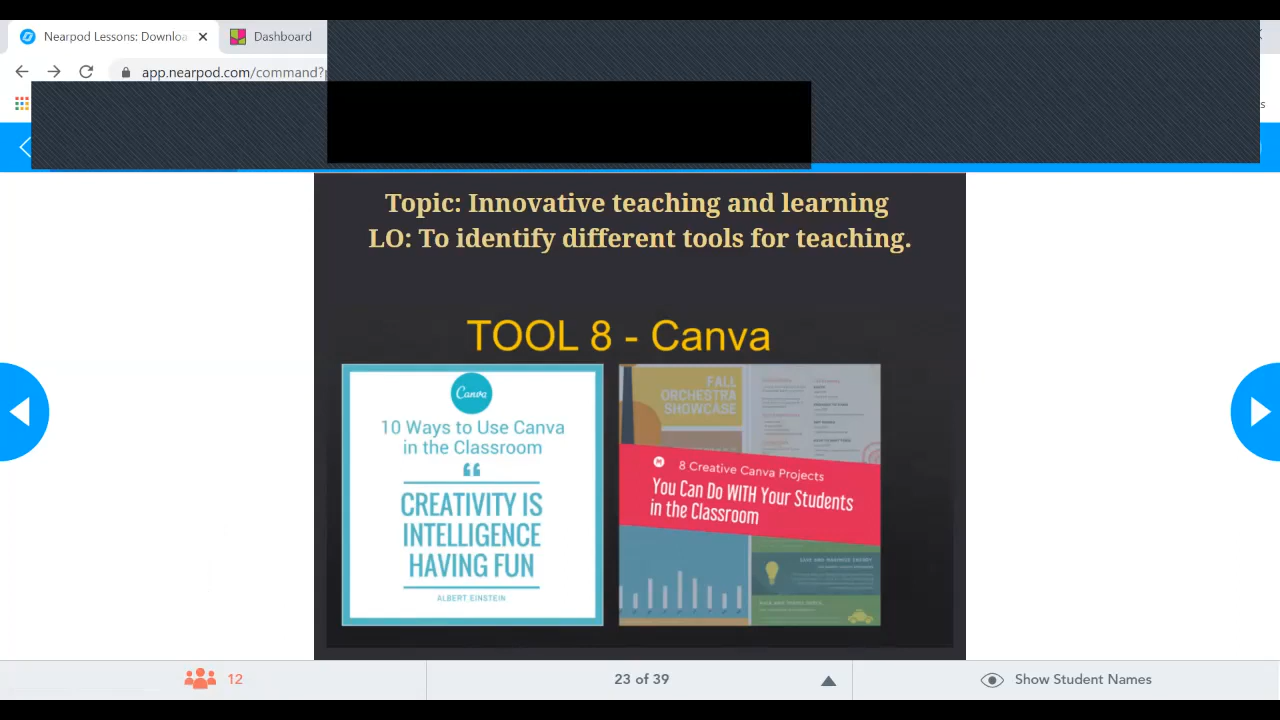 Nearpod Lessons: Downloa
Dashboard
app.nearpod.com/command?
Topic: Innovative teaching and learning
LO: To identify different tools for teaching.
TOOL 8 - Canva
Canva
10 Ways to Use Canva
in the Classroom
"
CREATIVITY IS
INTELLIGENCE
HAVING FUN
ALBERT EINSTEIN
FALL
ORCHESTRA
SHOWCASE
8 Creative Canva Projects
You Can Do WITH Your Students
in the Classroom
12
23 of 39
Show Student Names